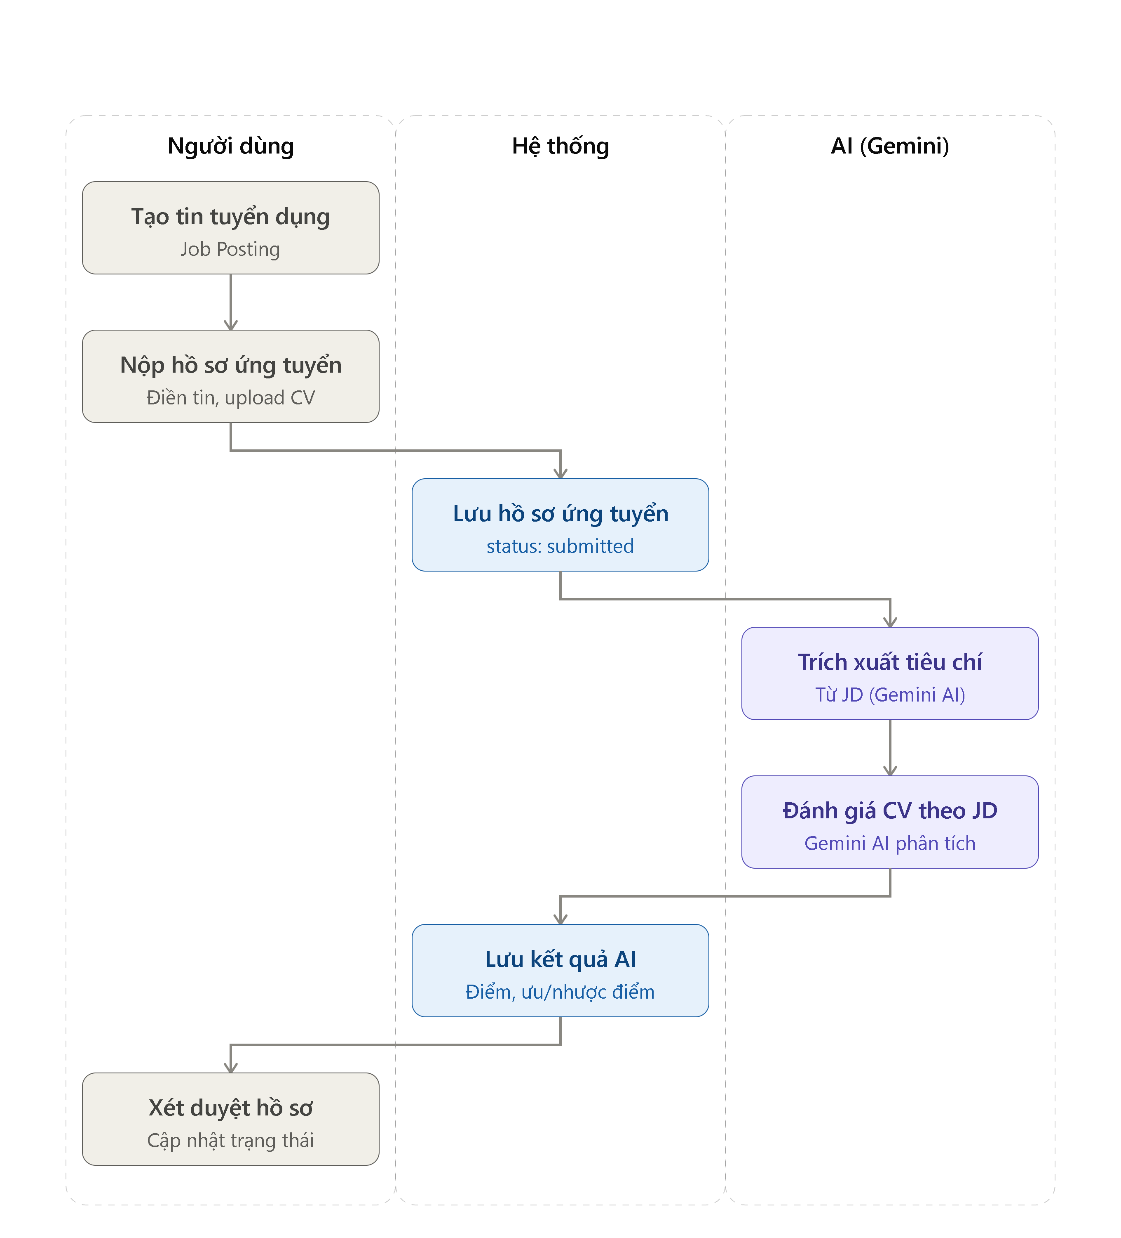 Người dùng
Hệ thống
AI (Gemini)
Tạo tin tuyển dụng
Job Posting
Nộp hồ sơ ứng tuyển
Điền tin, upload CV
Lưu hồ sơ ứng tuyển
status: submitted
Trích xuất tiêu chí
Từ JD (Gemini AI)
Đánh giá CV theo JD
Gemini AI phân tích
Lưu kết quả AI
Điểm, ưu/nhược điểm
Xét duyệt hồ sơ
Cập nhật trạng thái